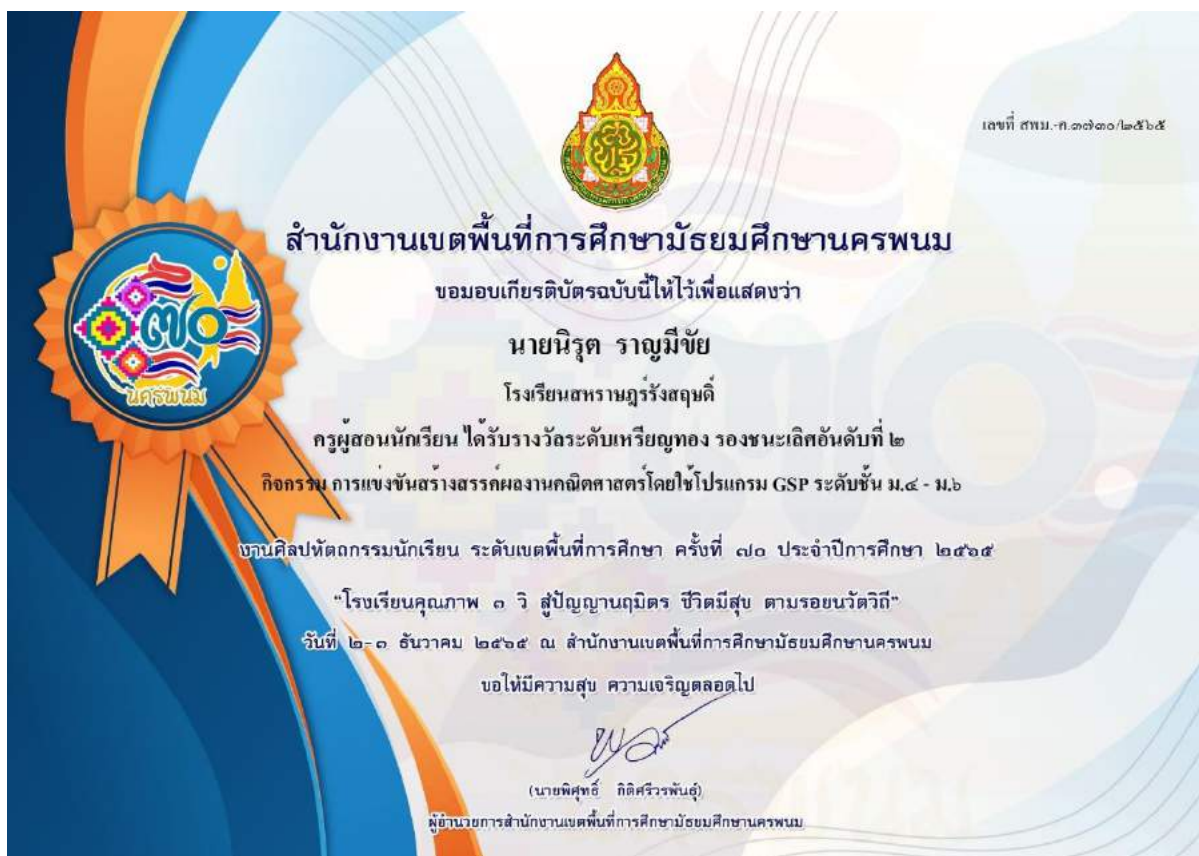 เลขที่ สพม.-ก.๓๗๓๐/๒๕๖๕
สำนักงานเขตพื้นที่การศึกษามัธยมศึกษานครพนม
ขอมอบเกียรติบัตรฉบับนี้ให้ไว้เพื่อแสดงว่า
๗๐
นครพนม
นายนิรุต ราญมีชัย
โรงเรียนสหราษฎร์รังสฤษดิ์
ครูผู้สอนนักเรียน ได้รับรางวัลระดับเหรียญทอง รองชนะเลิศอันดับที่ ๒
กิจกรรม การแข่งขันสร้างสรรค์ผลงานคณิตศาสตร์โดยใช้โปรแกรม GSP ระดับชั้น ม.๔ - ม.๖
งานศิลปหัตถกรรมนักเรียน ระดับเขตพื้นที่การศึกษา ครั้งที่ ๗๐ ประจำปีการศึกษา ๒๕๖๕
"โรงเรียนคุณภาพ ๓ วิ สู่ปัญญานฤมิตร ชีวิตมีสุข ตามรอยนวัตวิถี"
วันที่ ๒-๓ ธันวาคม ๒๕๖๕ ณ สำนักงานเขตพื้นที่การศึกษามัธยมศึกษานครพนม
ขอให้มีความสุข ความเจริญตลอดไป
(นายพิศุทธิ์ กิติศรีวรพันธุ์)
ผู้อำนวยการสำนักงานเขตพื้นที่การศึกษามัธยมศึกษานครพนม